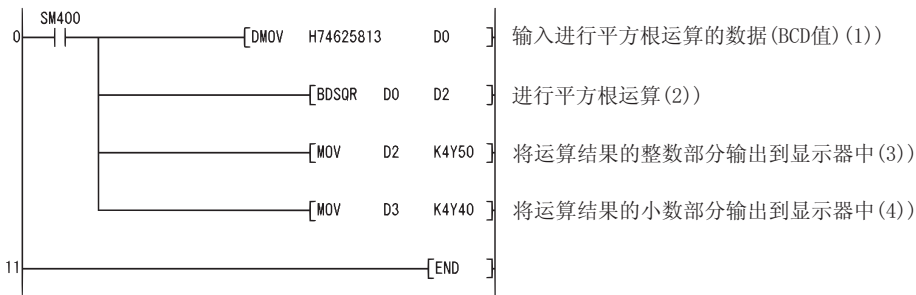 SM400
0 [DMOV H74625813 D0 ] 输入进行平方根运算的数据(BCD值)(1))
[BDSQR D0 D2 ] 进行平方根运算(2))
[MOV D2 K4Y50 ] 将运算结果的整数部分输出到显示器中(3))
[MOV D3 K4Y40 ] 将运算结果的小数部分输出到显示器中(4))
11 [END ]